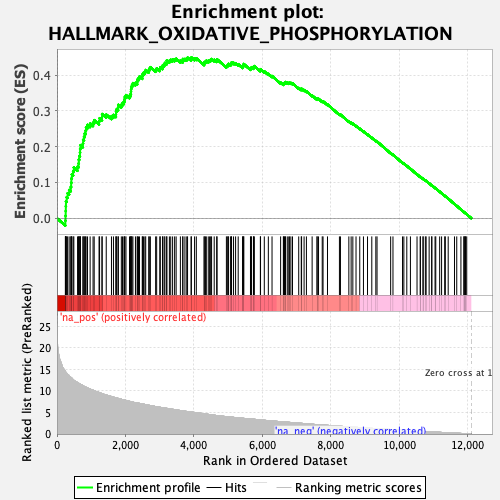 Enrichment plot:
HALLMARK_OXIDATIVE_PHOSPHORYLATION
Enrichment score (ES)
0.4
0.3
0.2
0.1
0.0
'na_pos' (positively correlated)
Ranked list metric (PreRanked)
25
20
15
10
5
0
Zero cross at 1
'na_neg' (negatively correlated)
0
2,000
4,000
6,000
8,000
10,000
12,000
Rank in Ordered Dataset
Enrichment profile
Hits
Ranking metric scores